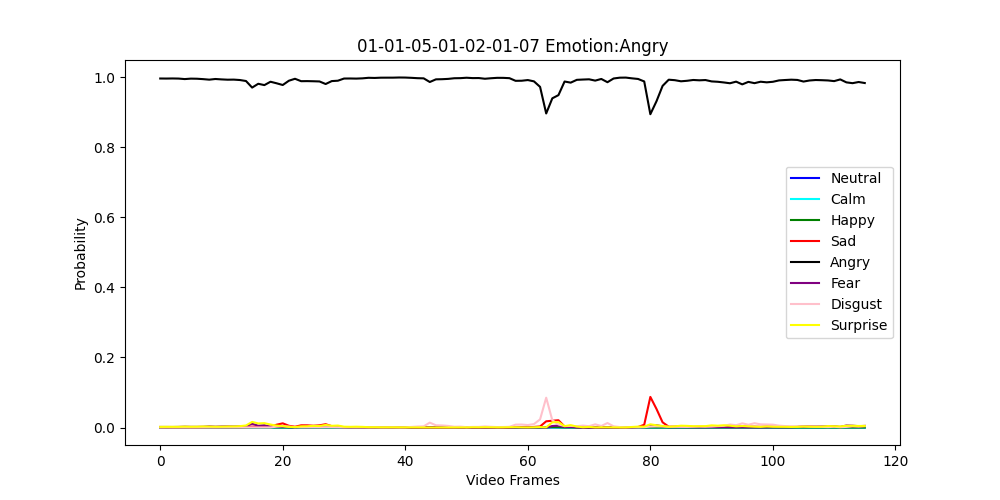 01-01-05-01-02-01-07 Emotion:Angry
Probability
1.0
0.8
0.6
0.4
0.2
0.0
0
20
40
60
80
100
120
Video Frames
Neutral
Calm
Happy
Sad
Angry
Fear
Disgust
Surprise